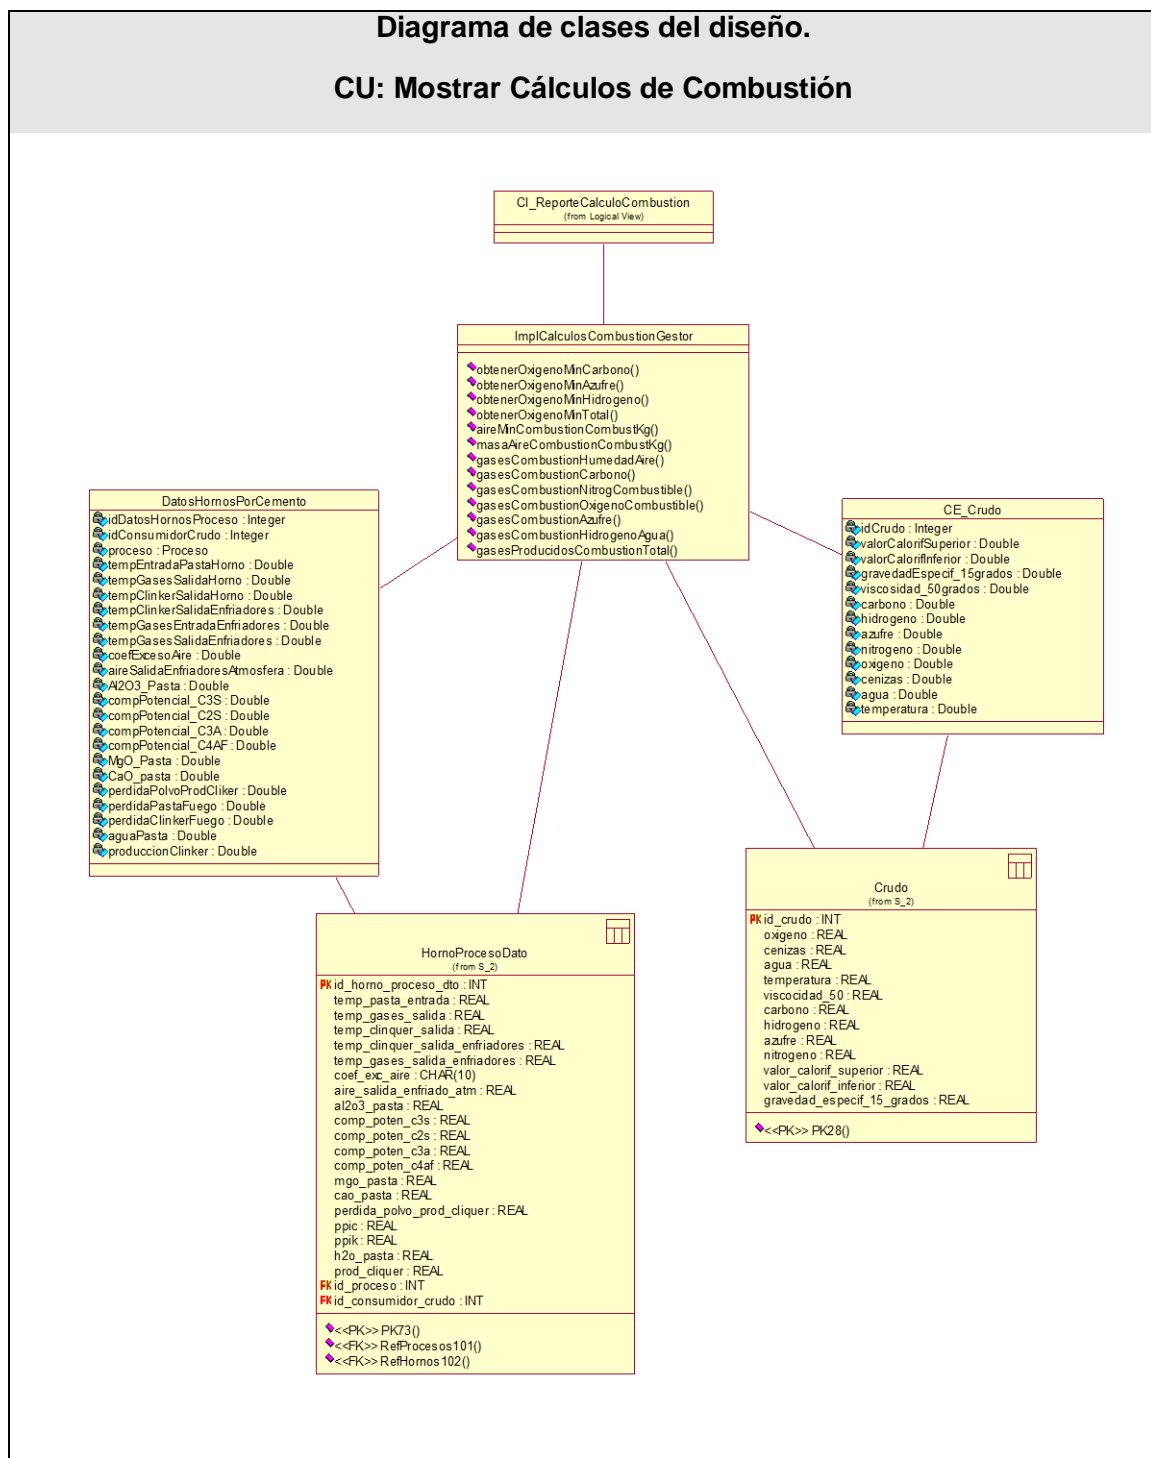 Diagrama de clases del diseño.
CU: Mostrar Cálculos de Combustión
CI_ReporteCalculoCombustion
(from Logical View)
ImplCalculosCombustionGestor
obtenerOxigenoMinCarbono()
obtenerOxigenoMinAzufre()
obtenerOxigenoMinHidrogeno()
obtenerOxigenoMinTotal()
aireMinCombustionCombustKg()
masaAireCombustionCombustKg()
gasesCombustionHumedadAire()
gasesCombustionCarbono()
gasesCombustionNitrogCombustible()
gasesCombustionOxigenoCombustible()
gasesCombustionAzufre()
gasesCombustionHidrogenoAgua()
gasesProducidosCombustionTotal()
DatosHornosPorCemento
idDatosHornosProceso : Integer
idConsumidorCrudo : Integer
proceso : Proceso
tempEntradaPastaHorno : Double
tempGasesSalidaHorno : Double
tempClinkerSalidaHorno : Double
tempClinkerSalidaEnfriadores : Double
tempGasesEntradaEnfriadores : Double
tempGasesSalidaEnfriadores : Double
coefExcesoAire : Double
aireSalidaEnfriadoresAtmosfera : Double
Al2O3_Pasta : Double
compPotencial_C3S : Double
compPotencial_C2S : Double
compPotencial_C3A : Double
compPotencial_C4AF : Double
MgO_Pasta : Double
CaO_pasta : Double
perdidaPolvoProdCliker : Double
perdidaPastaFuego : Double
perdidaClinkerFuego : Double
aguaPasta : Double
produccionClinker : Double
CE_Crudo
idCrudo : Integer
valorCalorifSuperior : Double
valorCalorifInferior : Double
gravedadEspecif_15grados : Double
viscosidad_50grados : Double
carbono : Double
hidrogeno : Double
azufre : Double
nitrogeno : Double
oxigeno : Double
cenizas : Double
agua : Double
temperatura : Double
HornoProcesoDato
(from S_2)
PK id_horno_proceso_dto : INT
temp_pasta_entrada : REAL
temp_gases_salida : REAL
temp_clinquer_salida : REAL
temp_clinquer_salida_enfriadores : REAL
temp_gases_salida_enfriadores : REAL
coef_exc_aire : CHAR(10)
aire_salida_enfriado_atm : REAL
al2o3_pasta : REAL
comp_poten_c3s : REAL
comp_poten_c2s : REAL
comp_poten_c3a : REAL
comp_poten_c4af : REAL
mgo_pasta : REAL
cao_pasta : REAL
perdida_polvo_prod_cliquer : REAL
ppic : REAL
ppik : REAL
h2o_pasta : REAL
prod_cliquer : REAL
FK id_proceso : INT
FK id_consumidor_crudo : INT
<<PK>> PK73()
<<FK>> RefProcesos101()
<<FK>> RefHornos102()
Crudo
(from S_2)
PK id_crudo : INT
oxigeno : REAL
cenizas : REAL
agua : REAL
temperatura : REAL
viscocidad_50 : REAL
carbono : REAL
hidrogeno : REAL
azufre : REAL
nitrogeno : REAL
valor_calorif_superior : REAL
valor_calorif_inferior : REAL
gravedad_especif_15_grados : REAL
<<PK>> PK28()